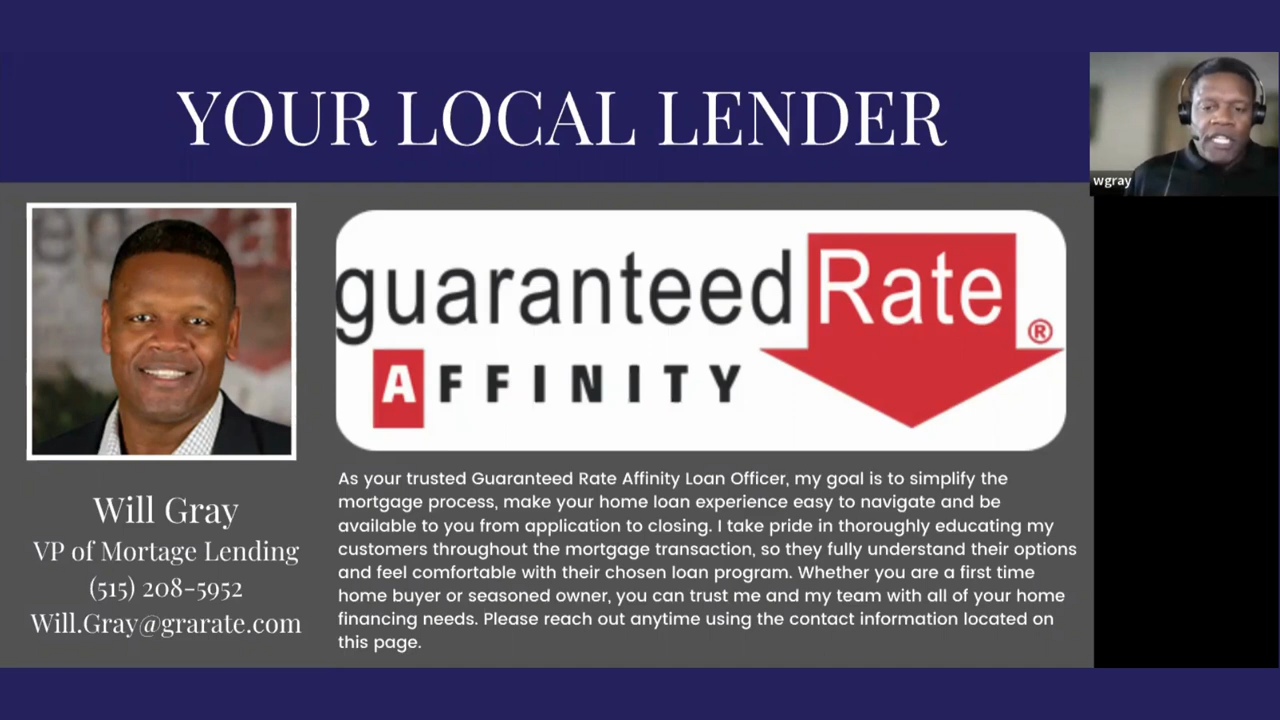 YOUR LOCAL LENDER
wgray
guaranteed Rate
®
AFFINITY
Will Gray
VP of Mortage Lending
(515) 208-5952
Will.Gray@grarate.com
As your trusted Guaranteed Rate Affinity Loan Officer, my goal is to simplify the
mortgage process, make your home loan experience easy to navigate and be
available to you from application to closing. I take pride in thoroughly educating my
customers throughout the mortgage transaction, so they fully understand their options
and feel comfortable with their chosen loan program. Whether you are a first time
home buyer or seasoned owner, you can trust me and my team with all of your home
financing needs. Please reach out anytime using the contact information located on
this page.